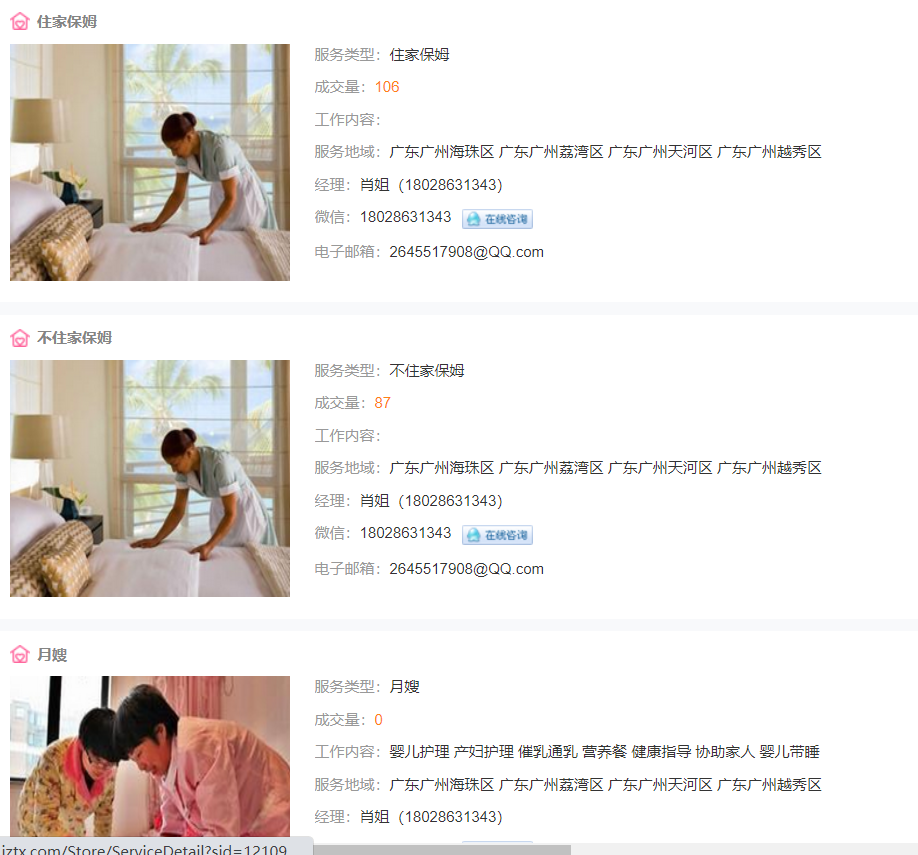 住家保姆
服务类型：住家保姆
成交量：106
工作内容：
服务地域：广东广州海珠区 广东广州荔湾区 广东广州天河区 广东广州越秀区
经理：肖姐（18028631343）
微信：18028631343 在线咨询
电子邮箱：2645517908@QQ.com
不住家保姆
服务类型：不住家保姆
成交量：87
工作内容：
服务地域：广东广州海珠区 广东广州荔湾区 广东广州天河区 广东广州越秀区
经理：肖姐（18028631343）
微信：18028631343 在线咨询
电子邮箱：2645517908@QQ.com
月嫂
服务类型：月嫂
成交量：0
工作内容：婴儿护理 产妇护理 催乳通乳 营养餐 健康指导 协助家人 婴儿带睡
服务地域：广东广州海珠区 广东广州荔湾区 广东广州天河区 广东广州越秀区
经理：肖姐（18028631343）
jztx.com/Store/ServiceDetail?sid=12109